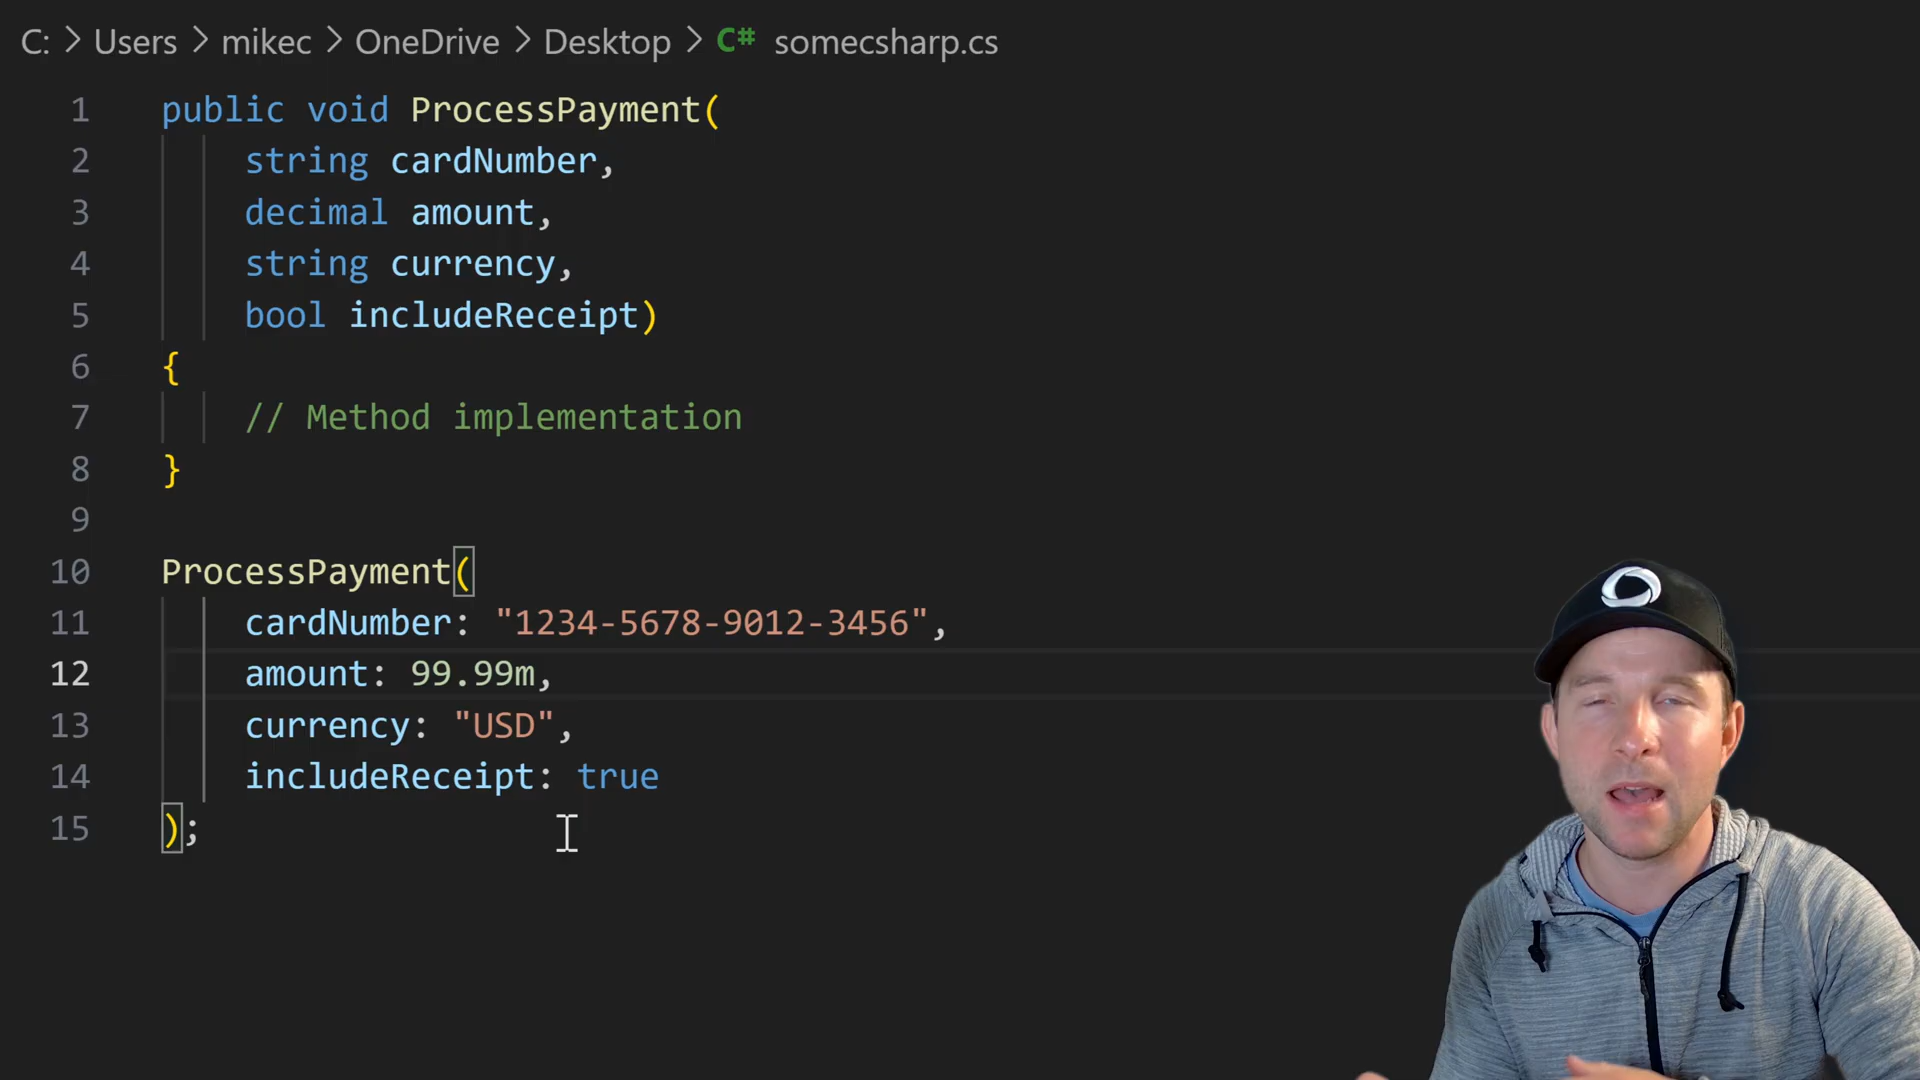 C: > Users > mikec > OneDrive > Desktop > C# somecsharp.cs
1 public void ProcessPayment(
2 string cardNumber,
3 decimal amount,
4 string currency,
5 bool includeReceipt)
6 {
7 // Method implementation
8 }
9
10 ProcessPayment(
11 cardNumber: "1234-5678-9012-3456",
12 amount: 99.99m,
13 currency: "USD",
14 includeReceipt: true
15 );